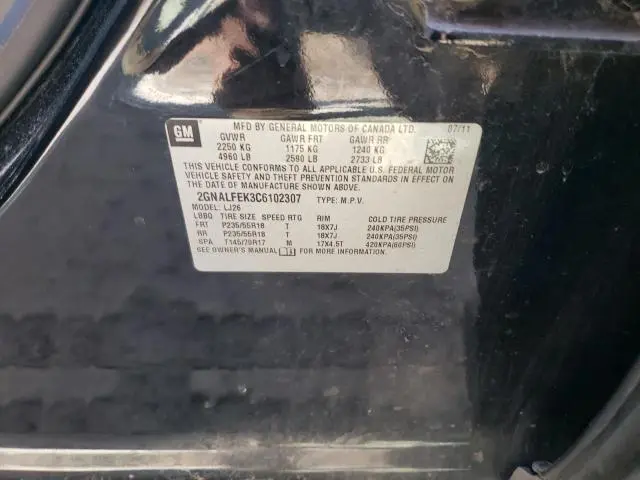 GM
MFD BY GENERAL MOTORS OF CANADA LTD. 07/11
GVWR GAWR FRT GAWR RR
2250 KG 1175 KG 1240 KG
4960 LB 2590 LB 2733 LB
THIS VEHICLE CONFORMS TO ALL APPLICABLE U.S. FEDERAL MOTOR
VEHICLE SAFETY AND THEFT PREVENTION STANDARDS IN EFFECT ON
THE DATE OF MANUFACTURE SHOWN ABOVE.
2GNALFEK3C6102307 TYPE: M.P.V.
MODEL: LJ26
LBBQ TIRE SIZE SPEED RTG RIM COLD TIRE PRESSURE
FRT P235/55R18 T 18X7J 240KPA(35PSI)
RR P235/55R18 T 18X7J 240KPA(35PSI)
SPA T145/70R17 M 17X4.5T 420KPA(60PSI)
SEE OWNER'S MANUAL FOR MORE INFORMATION.